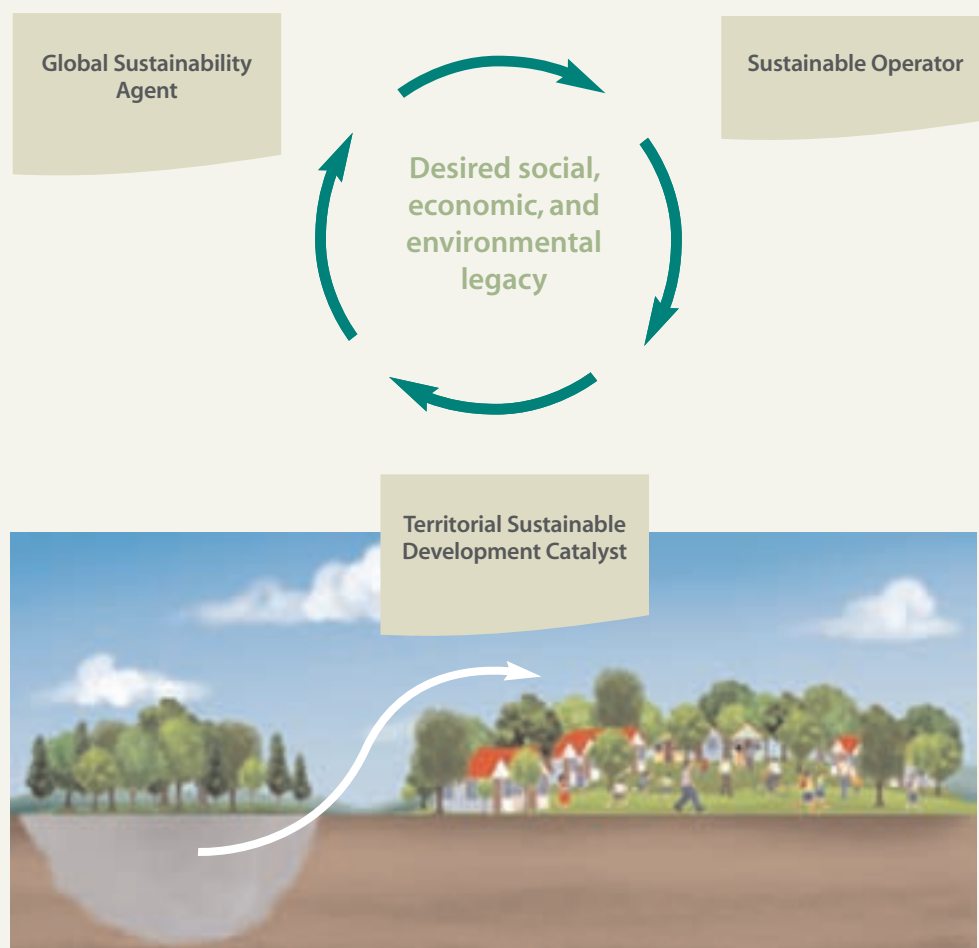 Global Sustainability
Agent
Sustainable Operator
Desired social,
economic, and
environmental
legacy
Territorial Sustainable
Development Catalyst